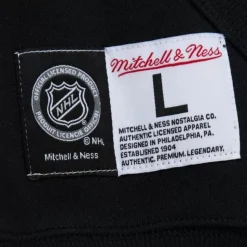 OFFICIAL LICENSED PRODUCT
NHL
PRODUIT LICENCIÉ OFFICIEL
© NHL
Mitchell & Ness
Mitchell & Ness
L
MITCHELL & NESS NOSTALGIA CO.
AUTHENTIC LICENSED APPAREL
DESIGNED IN PHILADELPHIA, PA.
ESTABLISHED 1904
AUTHENTIC. PREMIUM. LEGENDARY.